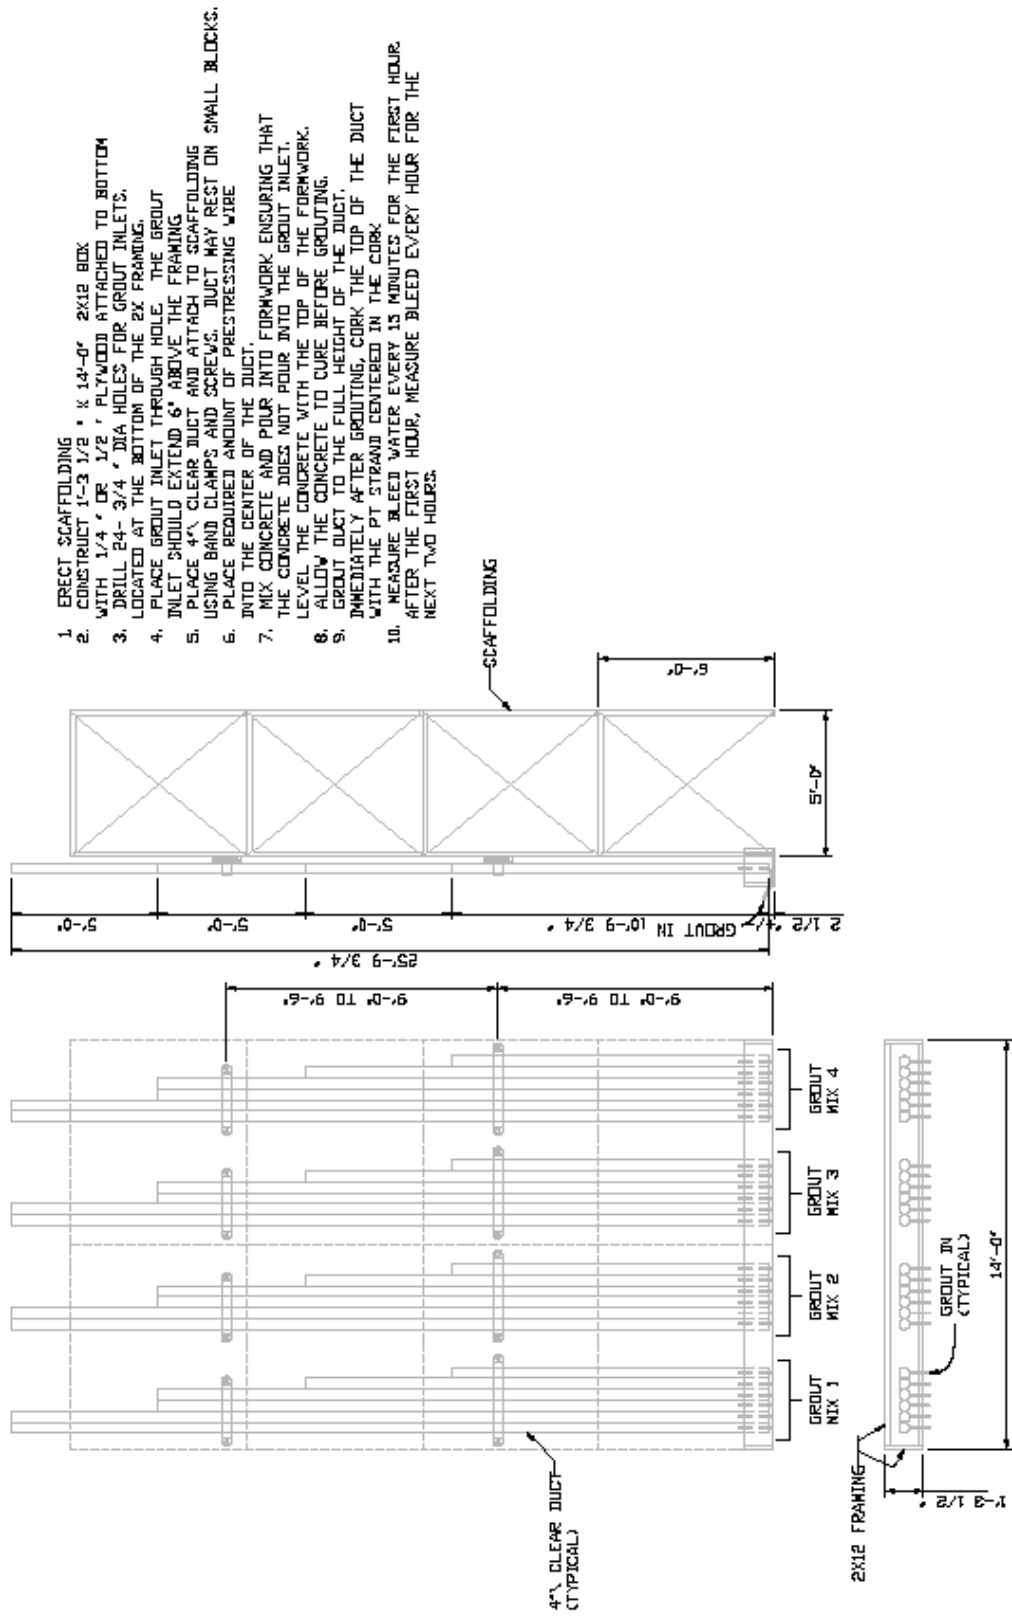 1. ERECT SCAFFOLDING
2. CONSTRUCT 1'-3 1/2 " X 14'-0" 2X12 BOX
WITH 1/4 " OR 1/2 " PLYWOOD ATTACHED TO BOTTOM
3. DRILL 24- 3/4 " DIA HOLES FOR GROUT INLETS.
LOCATED AT THE BOTTOM OF THE 2X FRAMING.
4. PLACE GROUT INLET THROUGH HOLE. THE GROUT
INLET SHOULD EXTEND 6" ABOVE THE FRAMING
5. PLACE 4"\ CLEAR DUCT AND ATTACH TO SCAFFOLDING
USING BAND CLAMPS AND SCREWS. DUCT MAY REST ON SMALL BLOCKS.
6. PLACE REQUIRED AMOUNT OF PRESTRESSING WIRE
INTO THE CENTER OF THE DUCT.
7. MIX CONCRETE AND POUR INTO FORMWORK ENSURING THAT
THE CONCRETE DOES NOT POUR INTO THE GROUT INLET.
LEVEL THE CONCRETE WITH THE TOP OF THE FORMWORK.
8. ALLOW THE CONCRETE TO CURE BEFORE GROUTING.
9. GROUT DUCT TO THE FULL HEIGHT OF THE DUCT.
IMMEDIATELY AFTER GROUTING, CORK THE TOP OF THE DUCT
WITH THE PT STRAND CENTERED IN THE CORK
10. MEASURE BLEED WATER EVERY 15 MINUTES FOR THE FIRST HOUR.
AFTER THE FIRST HOUR, MEASURE BLEED EVERY HOUR FOR THE
NEXT TWO HOURS.
SCAFFOLDING
6'-0"
5'-0"
5'-0"
5'-0"
5'-0"
10'-9 3/4 "
GROUT IN
2 1/2 "
25'-9 3/4 "
9'-0" TO 9'-6"
9'-0" TO 9'-6"
GROUT
MIX 1
GROUT
MIX 2
GROUT
MIX 3
GROUT
MIX 4
4"\ CLEAR DUCT
(TYPICAL)
2X12 FRAMING
GROUT IN
(TYPICAL)
14'-0"
1'-3 1/2 "